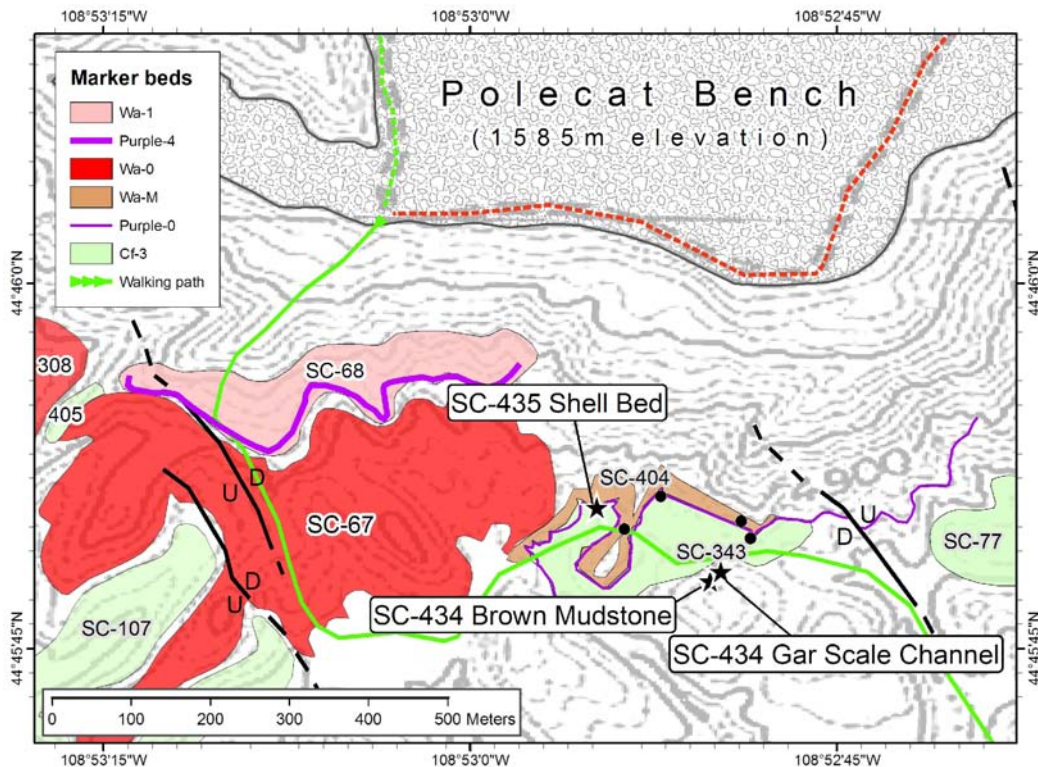 108°53'15"W
108°53'0"W
108°52'45"W
Marker beds
Wa-1
Purple-4
Wa-0
Wa-M
Purple-0
Cf-3
Walking path
Polecat Bench
(1585m elevation)
44°46'0"N
44°46'0"N
308
405
SC-68
SC-435 Shell Bed
SC-404
900
U
D
SC-67
U
D
SC-343
SC-77
D
U
SC-107
SC-434 Brown Mudstone
SC-434 Gar Scale Channel
44°45'45"N
44°45'45"N
0 100 200 300 400 500 Meters
108°53'15"W
108°53'0"W
108°52'45"W